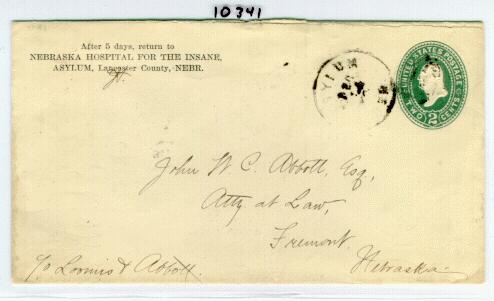 10341
After 5 days, return to
NEBRASKA HOSPITAL FOR THE INSANE,
ASYLUM, Lancaster County, NEBR.
UNITED STATES POSTAGE
TWO 2 CENTS
John W. C. Abbott, Esq,
Atty. at Law,
Fremont.
Nebraska.
c/o Loomis & Abbott.